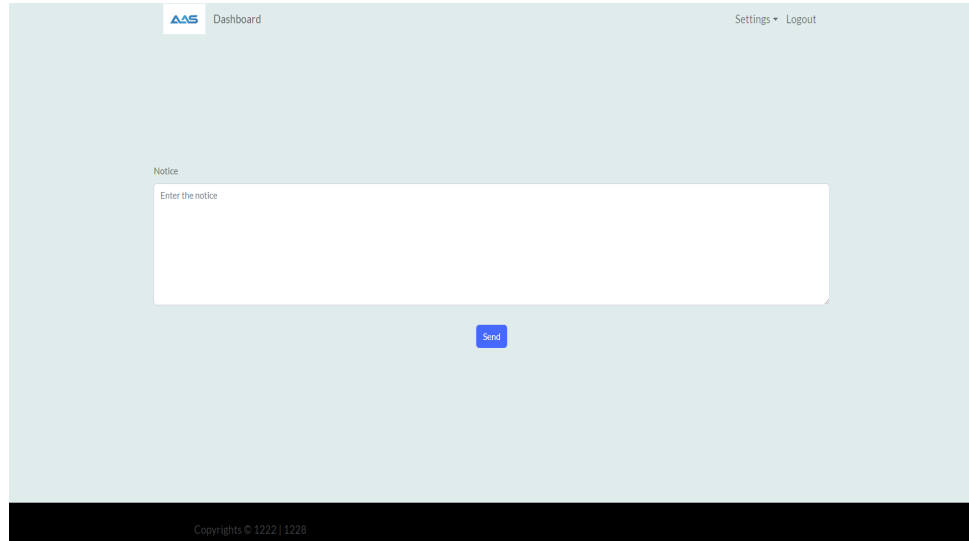 AAS Dashboard Settings Logout
Notice
Enter the notice
Send
Copyrights © 1222 | 1228